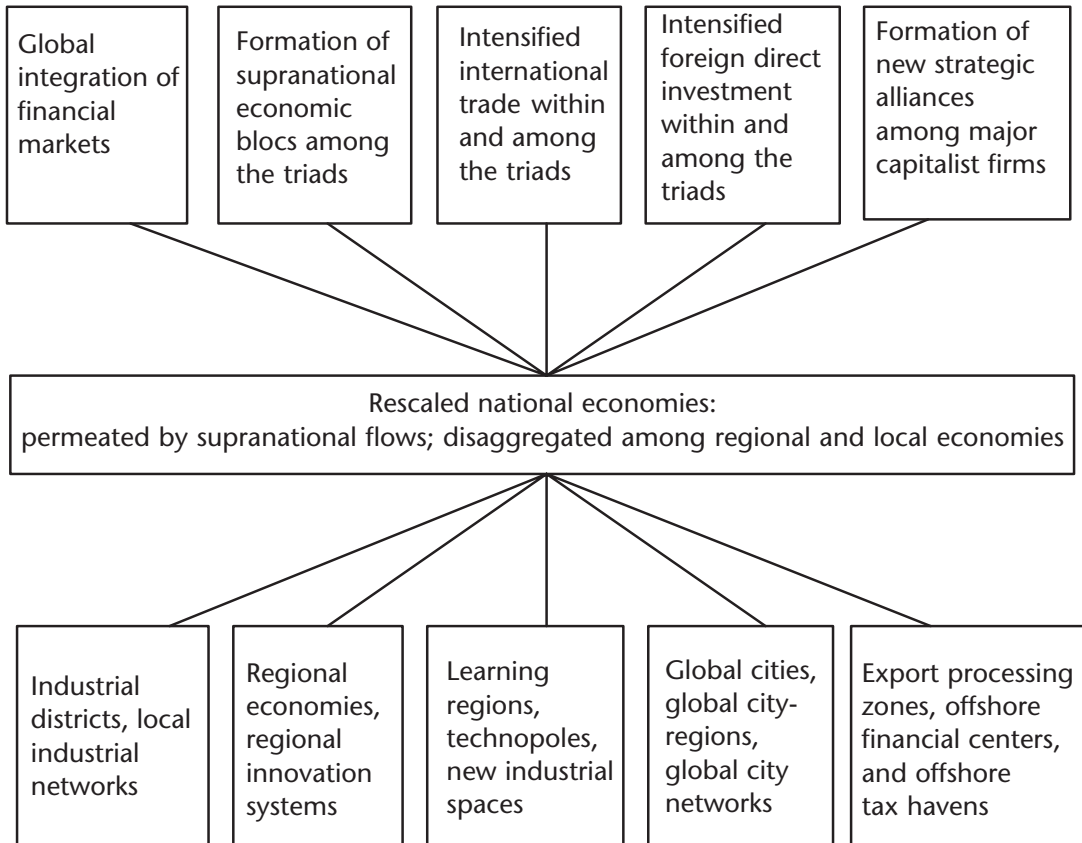 Global
integration of
financial
markets
Formation of
supranational
economic
blocs among
the triads
Intensified
international
trade within
and among
the triads
Intensified
foreign direct
investment
within and
among the
triads
Formation of
new strategic
alliances
among major
capitalist firms
Rescaled national economies:
permeated by supranational flows; disaggregated among regional and local economies
Industrial
districts, local
industrial
networks
Regional
economies,
regional
innovation
systems
Learning
regions,
technopoles,
new industrial
spaces
Global cities,
global city-
regions,
global city
networks
Export processing
zones, offshore
financial centers,
and offshore
tax havens